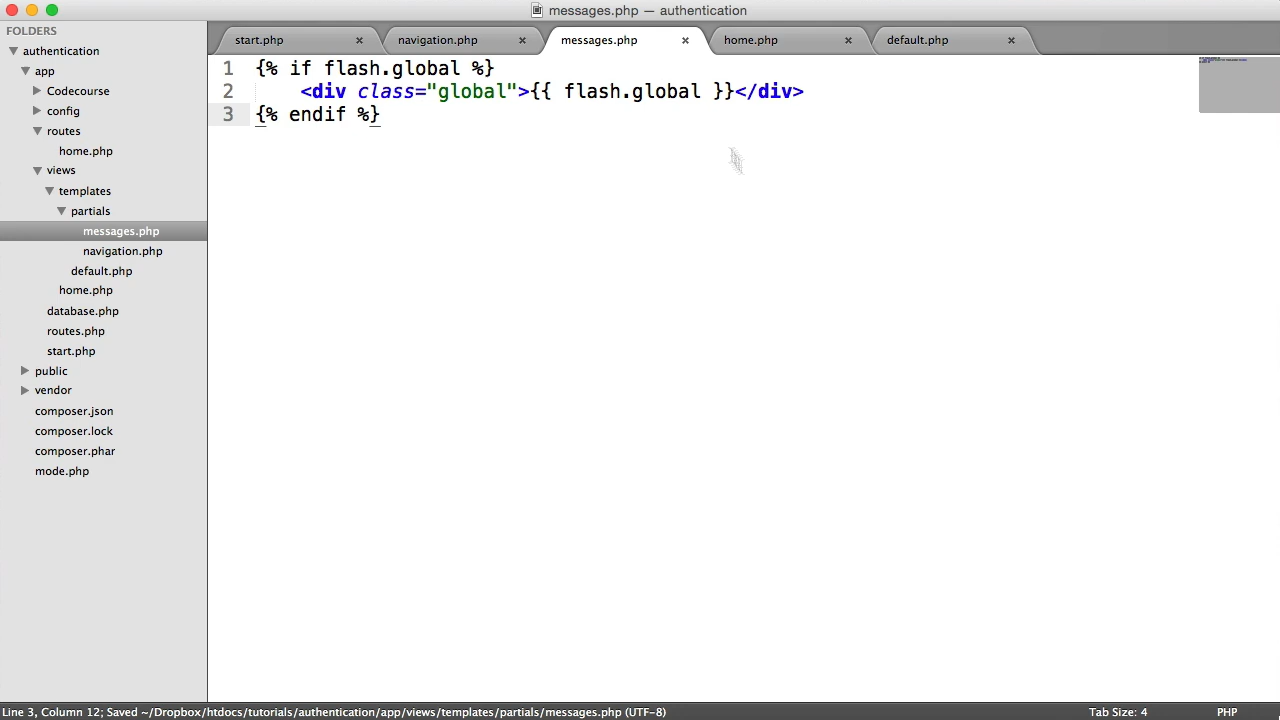 messages.php — authentication
FOLDERS
authentication
app
Codecourse
config
routes
home.php
views
templates
partials
messages.php
navigation.php
default.php
home.php
database.php
routes.php
start.php
public
vendor
composer.json
composer.lock
composer.phar
mode.php
start.php × navigation.php × messages.php × home.php × default.php ×
1 {% if flash.global %}
2 <div class="global">{{ flash.global }}</div>
3 {% endif %}
Line 3, Column 12; Saved ~/Dropbox/htdocs/tutorials/authentication/app/views/templates/partials/messages.php (UTF-8) Tab Size: 4 PHP